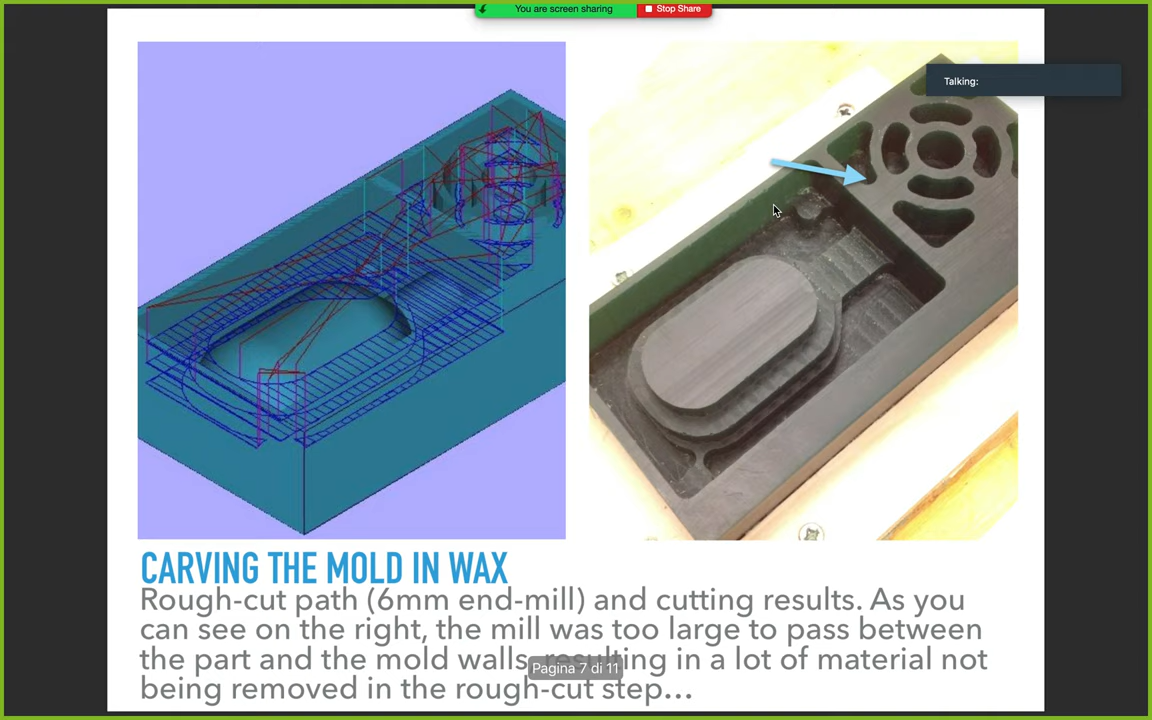 You are screen sharing
Stop Share
Talking:
CARVING THE MOLD IN WAX
Rough-cut path (6mm end-mill) and cutting results. As you
can see on the right, the mill was too large to pass between
the part and the mold walls, resulting in a lot of material not
being removed in the rough-cut step...
Pagina 7 di 11